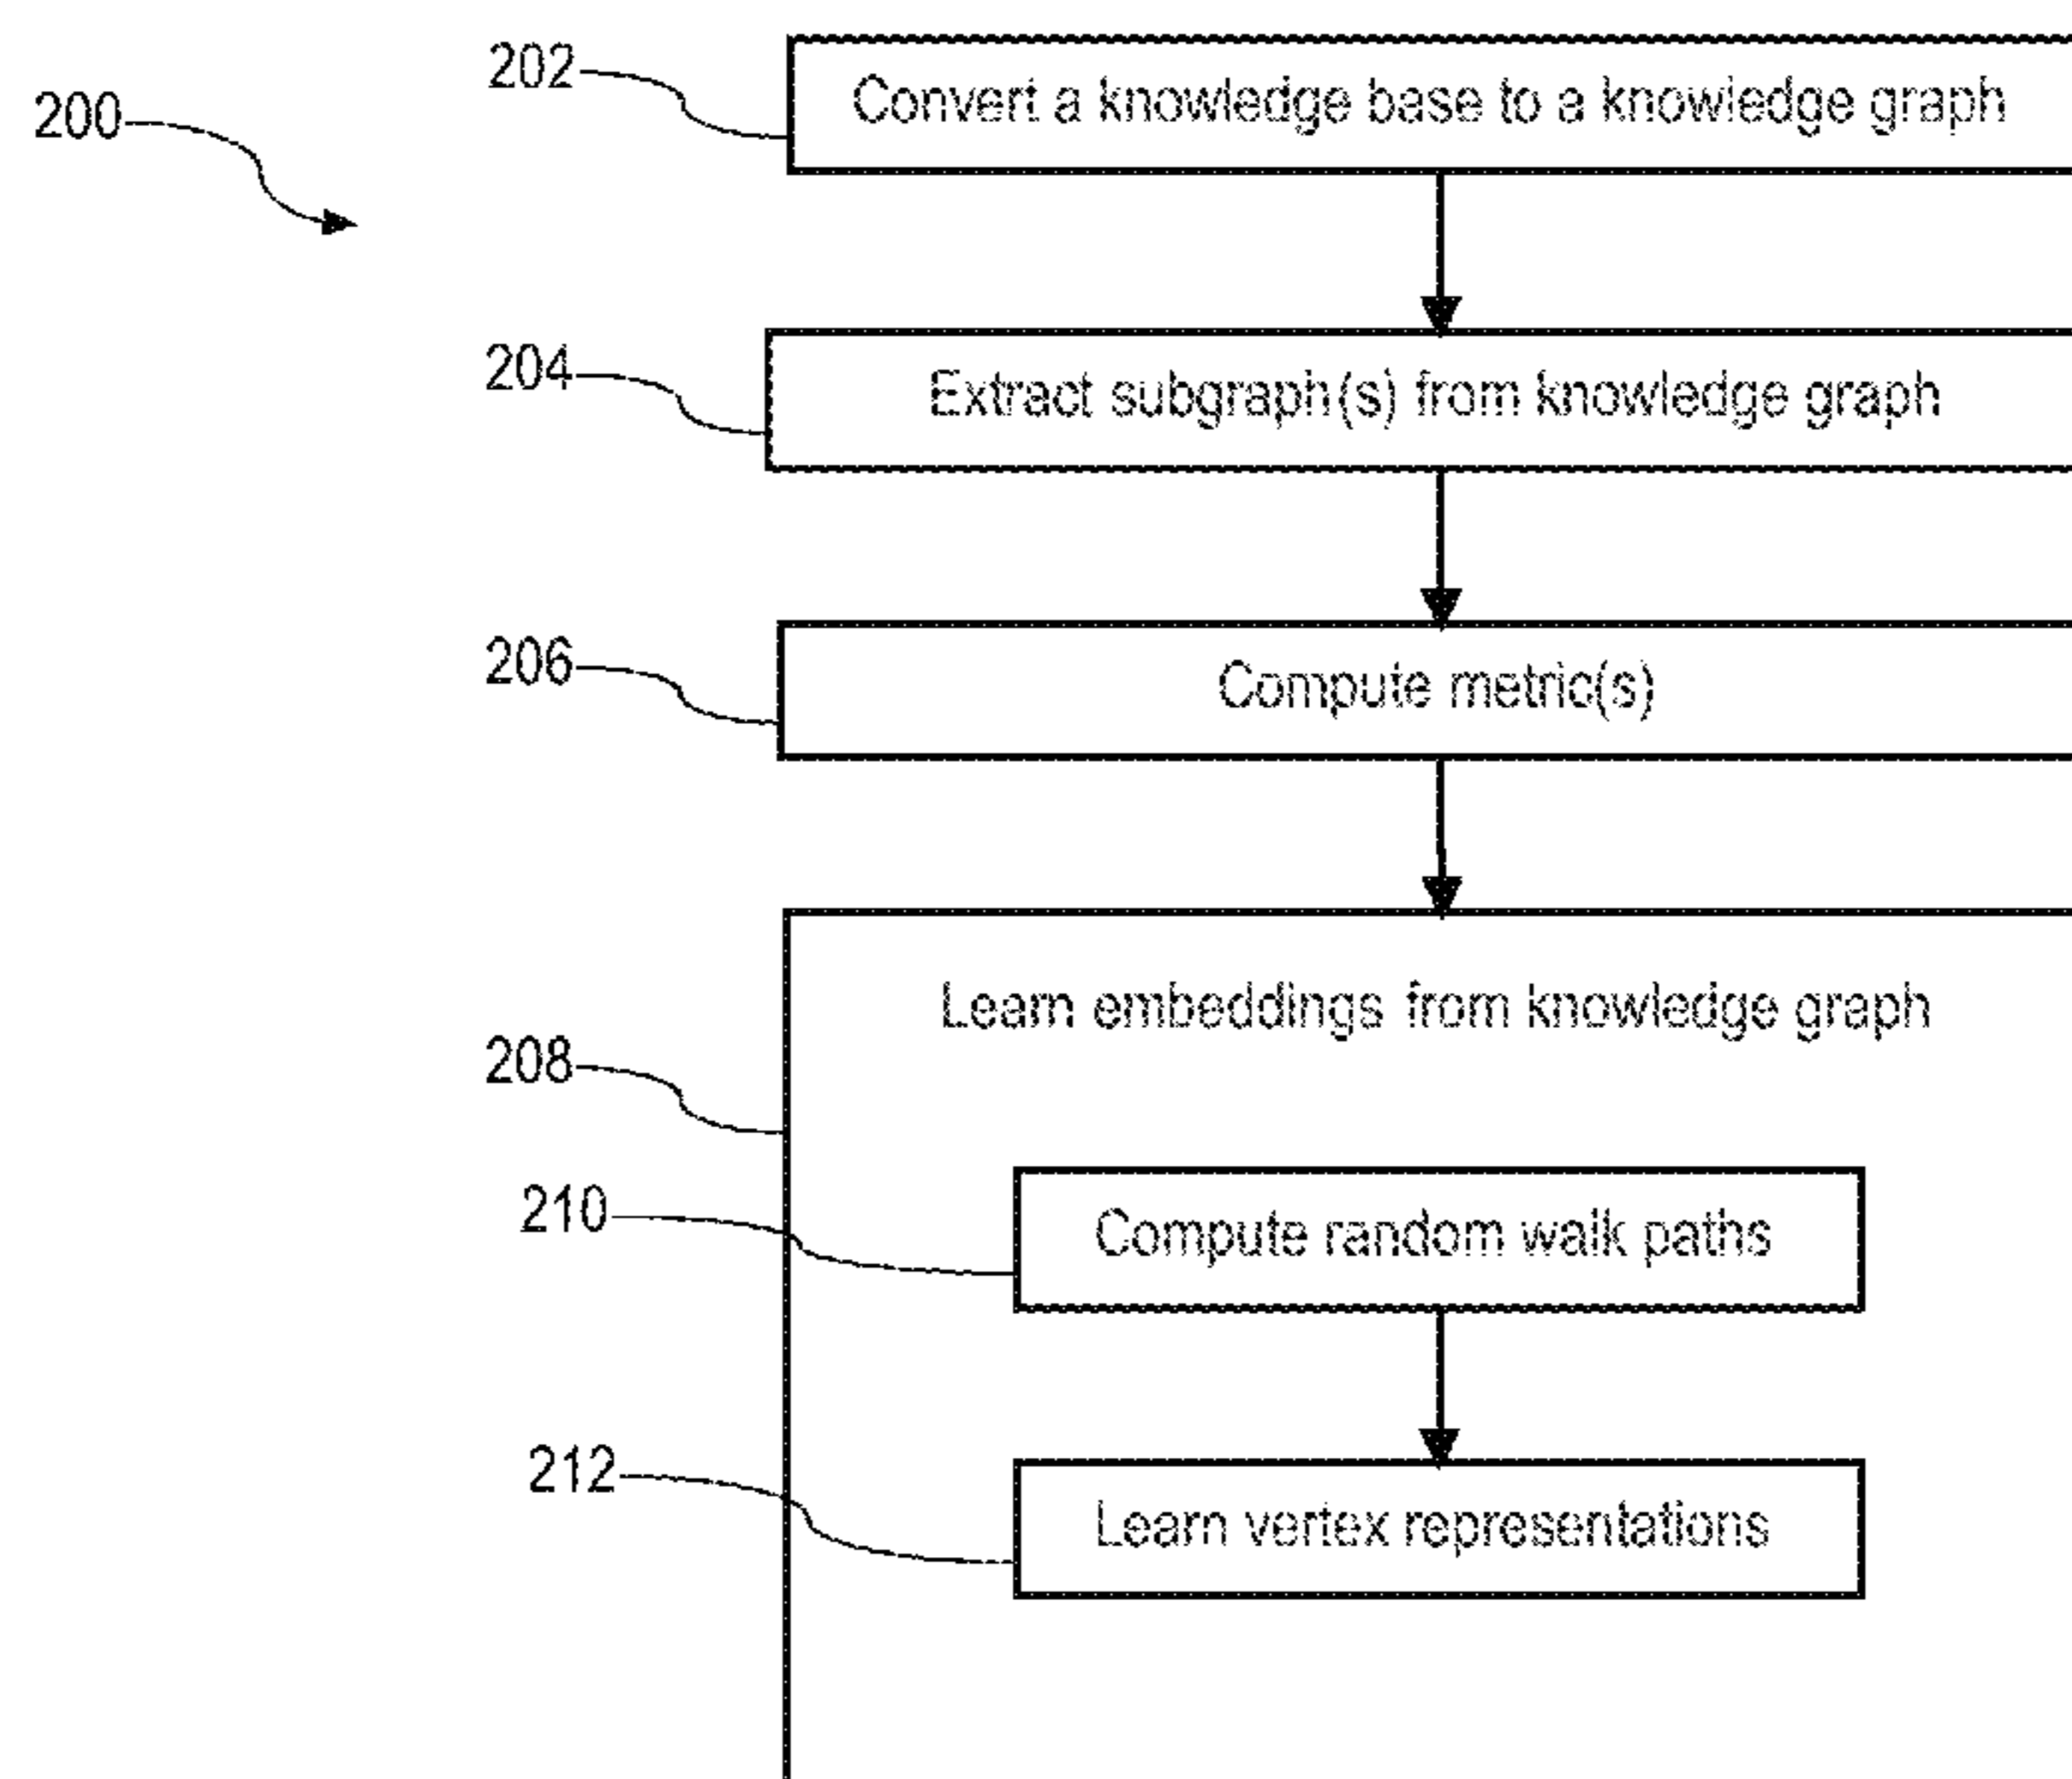 202
Convert a knowledge base to a knowledge graph
200
204
Extract subgraph(s) from knowledge graph
206
Compute metric(s)
Learn embeddings from knowledge graph
208
210
Compute random walk paths
212
Learn vertex representations